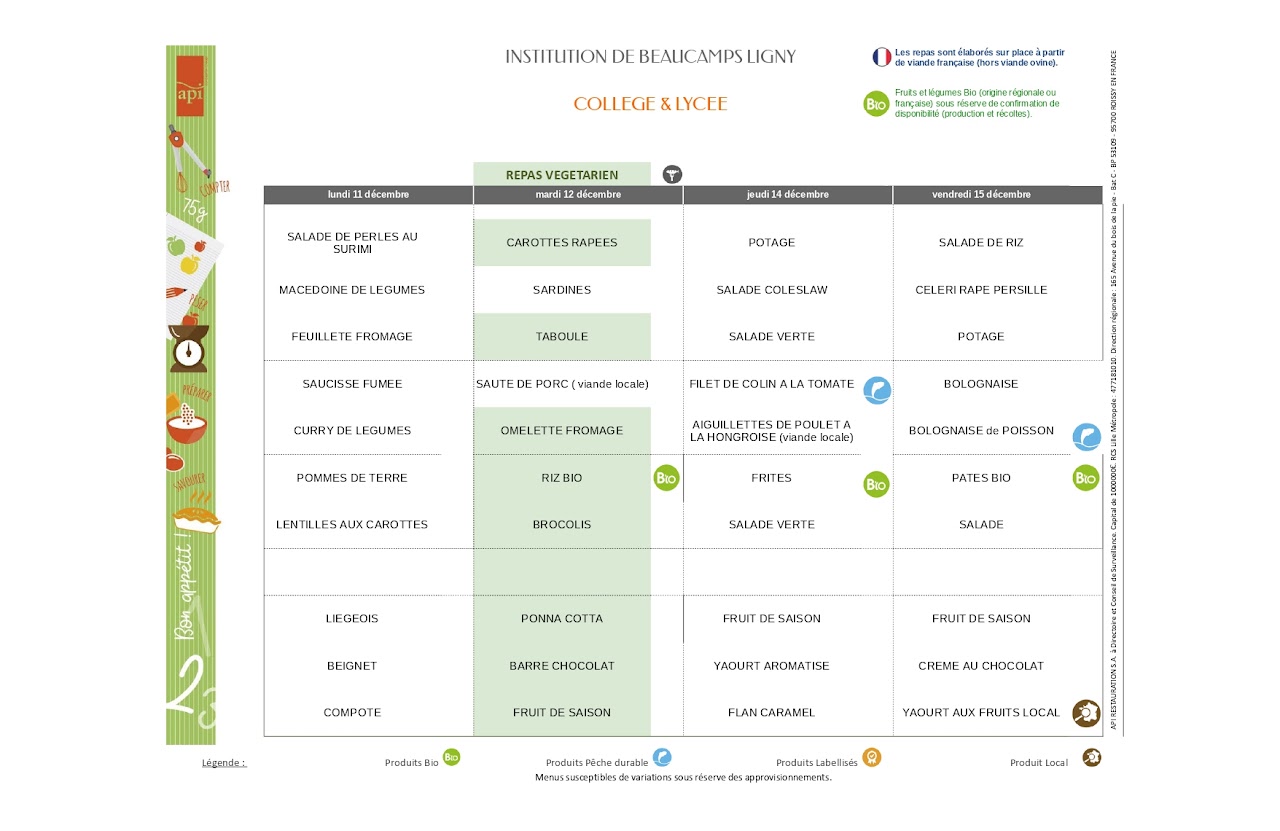 INSTITUTION DE BEAUCAMPS LIGNY
COLLEGE & LYCEE
Les repas sont élaborés sur place à partir
de viande française (hors viande ovine).
BIO
Fruits et légumes Bio (origine régionale ou
française) sous réserve de confirmation de
disponibilité (production et récoltes).
api
COMPTER
75g
PESER
PRÉPARER
SAVOURER
Bon appétit !
1
2
3
REPAS VEGETARIEN
lundi 11 décembre
mardi 12 décembre
jeudi 14 décembre
vendredi 15 décembre
SALADE DE PERLES AU
SURIMI
CAROTTES RAPEES
POTAGE
SALADE DE RIZ
MACEDOINE DE LEGUMES
SARDINES
SALADE COLESLAW
CELERI RAPE PERSILLE
FEUILLETE FROMAGE
TABOULE
SALADE VERTE
POTAGE
SAUCISSE FUMEE
SAUTE DE PORC ( viande locale)
FILET DE COLIN A LA TOMATE
BOLOGNAISE
CURRY DE LEGUMES
OMELETTE FROMAGE
AIGUILLETTES DE POULET A
LA HONGROISE (viande locale)
BOLOGNAISE de POISSON
POMMES DE TERRE
RIZ BIO
BIO
FRITES
BIO
PATES BIO
BIO
LENTILLES AUX CAROTTES
BROCOLIS
SALADE VERTE
SALADE
LIEGEOIS
PONNA COTTA
FRUIT DE SAISON
FRUIT DE SAISON
BEIGNET
BARRE CHOCOLAT
YAOURT AROMATISE
CREME AU CHOCOLAT
COMPOTE
FRUIT DE SAISON
FLAN CARAMEL
YAOURT AUX FRUITS LOCAL
Légende :
Produits Bio
BIO
Produits Pêche durable
Produits Labellisés
Produit Local
Menus susceptibles de variations sous réserve des approvisionnements.
API RESTAURATION S.A. à Directoire et Conseil de Surveillance. Capital de 1000000€. RCS Lille Métropole : 477181010. Direction régionale : 165 Avenue du bois de la pie - Bat C - BP 53109 - 95700 ROISSY EN FRANCE